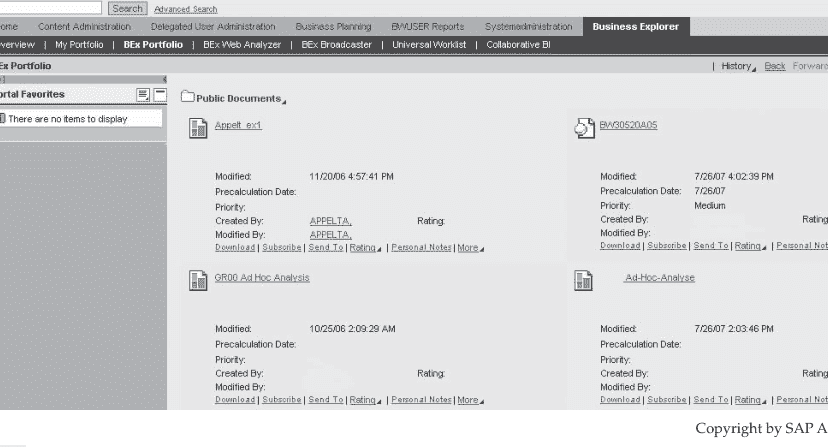 Search Advanced Search
ome Content Administration Delegated User Administration Business Planning BWUSER Reports Systemadministration Business Explorer
verview | My Portfolio | BEx Portfolio | BEx Web Analyzer | BEx Broadcaster | Universal Worklist | Collaborative BI
Ex Portfolio | History Back Forward
ortal Favorites
There are no items to display
Public Documents
Appelt_ex1
Modified: 11/20/06 4:57:41 PM
Precalculation Date:
Priority:
Created By: APPELTA, Rating:
Modified By: APPELTA,
Download | Subscribe | Send To | Rating | Personal Notes | More
BW30520A05
Modified: 7/26/07 4:02:39 PM
Precalculation Date: 7/26/07
Priority: Medium
Created By: Rating
Modified By:
Download | Subscribe | Send To | Rating | Personal Not
GR00 Ad Hoc Analysis
Modified: 10/25/06 2:09:29 AM
Precalculation Date:
Priority:
Created By: Rating:
Modified By:
Download | Subscribe | Send To | Rating | Personal Notes | More
Ad-Hoc-Analyse
Modified: 7/26/07 2:03:46 PM
Precalculation Date:
Priority:
Created By: Rating
Modified By:
Download | Subscribe | Send To | Rating | Personal Not
Copyright by SAP A